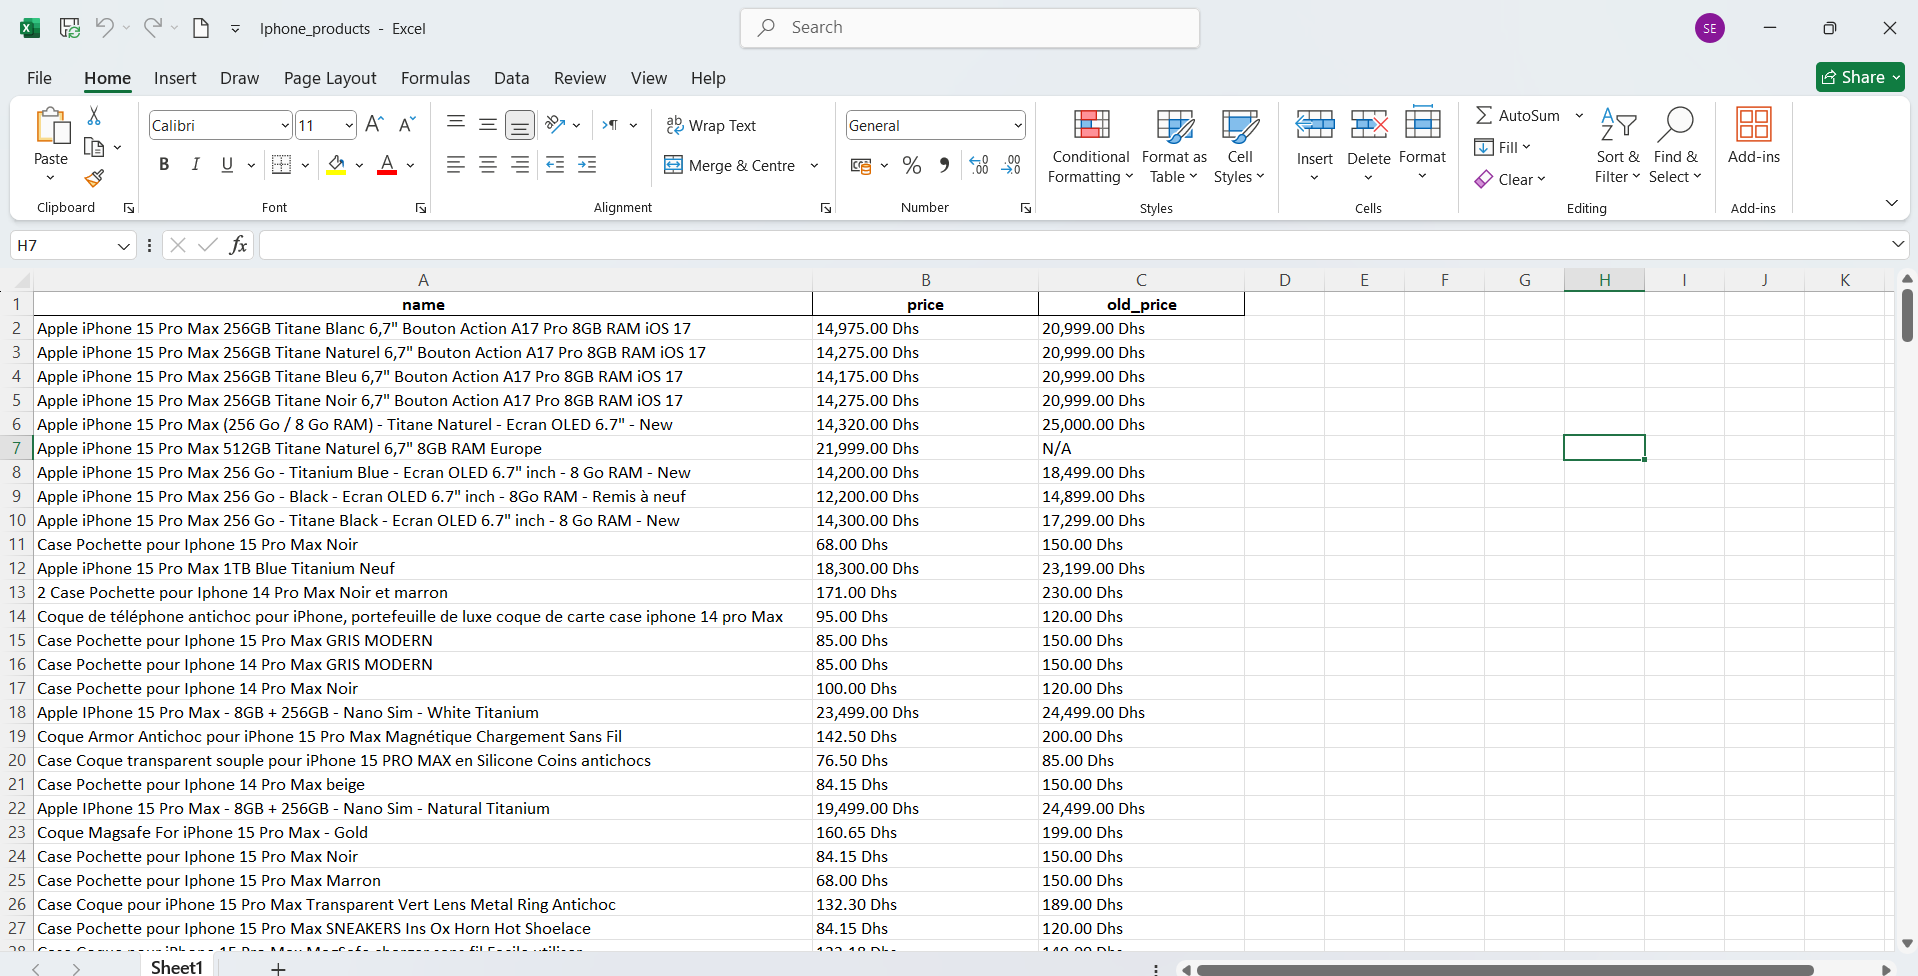 Iphone_products - Excel
Search
SE
File Home Insert Draw Page Layout Formulas Data Review View Help
Share
Paste
Clipboard
Calibri 11
B I U
Font
Wrap Text
Merge & Centre
Alignment
General
Number
Conditional Formatting
Format as Table
Cell Styles
Styles
Insert
Delete
Format
Cells
AutoSum
Fill
Clear
Sort & Filter
Find & Select
Editing
Add-ins
Add-ins
H7
fx
A B C D E F G H I J K
1 name price old_price
2 Apple iPhone 15 Pro Max 256GB Titane Blanc 6,7" Bouton Action A17 Pro 8GB RAM iOS 17 14,975.00 Dhs 20,999.00 Dhs
3 Apple iPhone 15 Pro Max 256GB Titane Naturel 6,7" Bouton Action A17 Pro 8GB RAM iOS 17 14,275.00 Dhs 20,999.00 Dhs
4 Apple iPhone 15 Pro Max 256GB Titane Bleu 6,7" Bouton Action A17 Pro 8GB RAM iOS 17 14,175.00 Dhs 20,999.00 Dhs
5 Apple iPhone 15 Pro Max 256GB Titane Noir 6,7" Bouton Action A17 Pro 8GB RAM iOS 17 14,275.00 Dhs 20,999.00 Dhs
6 Apple iPhone 15 Pro Max (256 Go / 8 Go RAM) - Titane Naturel - Ecran OLED 6.7" - New 14,320.00 Dhs 25,000.00 Dhs
7 Apple iPhone 15 Pro Max 512GB Titane Naturel 6,7" 8GB RAM Europe 21,999.00 Dhs N/A
8 Apple iPhone 15 Pro Max 256 Go - Titanium Blue - Ecran OLED 6.7" inch - 8 Go RAM - New 14,200.00 Dhs 18,499.00 Dhs
9 Apple iPhone 15 Pro Max 256 Go - Black - Ecran OLED 6.7" inch - 8Go RAM - Remis à neuf 12,200.00 Dhs 14,899.00 Dhs
10 Apple iPhone 15 Pro Max 256 Go - Titane Black - Ecran OLED 6.7" inch - 8 Go RAM - New 14,300.00 Dhs 17,299.00 Dhs
11 Case Pochette pour Iphone 15 Pro Max Noir 68.00 Dhs 150.00 Dhs
12 Apple iPhone 15 Pro Max 1TB Blue Titanium Neuf 18,300.00 Dhs 23,199.00 Dhs
13 2 Case Pochette pour Iphone 14 Pro Max Noir et marron 171.00 Dhs 230.00 Dhs
14 Coque de téléphone antichoc pour iPhone, portefeuille de luxe coque de carte case iphone 14 pro Max 95.00 Dhs 120.00 Dhs
15 Case Pochette pour Iphone 15 Pro Max GRIS MODERN 85.00 Dhs 150.00 Dhs
16 Case Pochette pour Iphone 14 Pro Max GRIS MODERN 85.00 Dhs 150.00 Dhs
17 Case Pochette pour Iphone 14 Pro Max Noir 100.00 Dhs 120.00 Dhs
18 Apple IPhone 15 Pro Max - 8GB + 256GB - Nano Sim - White Titanium 23,499.00 Dhs 24,499.00 Dhs
19 Coque Armor Antichoc pour iPhone 15 Pro Max Magnétique Chargement Sans Fil 142.50 Dhs 200.00 Dhs
20 Case Coque transparent souple pour iPhone 15 PRO MAX en Silicone Coins antichocs 76.50 Dhs 85.00 Dhs
21 Case Pochette pour Iphone 14 Pro Max beige 84.15 Dhs 150.00 Dhs
22 Apple IPhone 15 Pro Max - 8GB + 256GB - Nano Sim - Natural Titanium 19,499.00 Dhs 24,499.00 Dhs
23 Coque Magsafe For iPhone 15 Pro Max - Gold 160.65 Dhs 199.00 Dhs
24 Case Pochette pour Iphone 15 Pro Max Noir 84.15 Dhs 150.00 Dhs
25 Case Pochette pour Iphone 15 Pro Max Marron 68.00 Dhs 150.00 Dhs
26 Case Coque pour iPhone 15 Pro Max Transparent Vert Lens Metal Ring Antichoc 132.30 Dhs 189.00 Dhs
27 Case Pochette pour Iphone 15 Pro Max SNEAKERS Ins Ox Horn Hot Shoelace 84.15 Dhs 120.00 Dhs
Sheet1